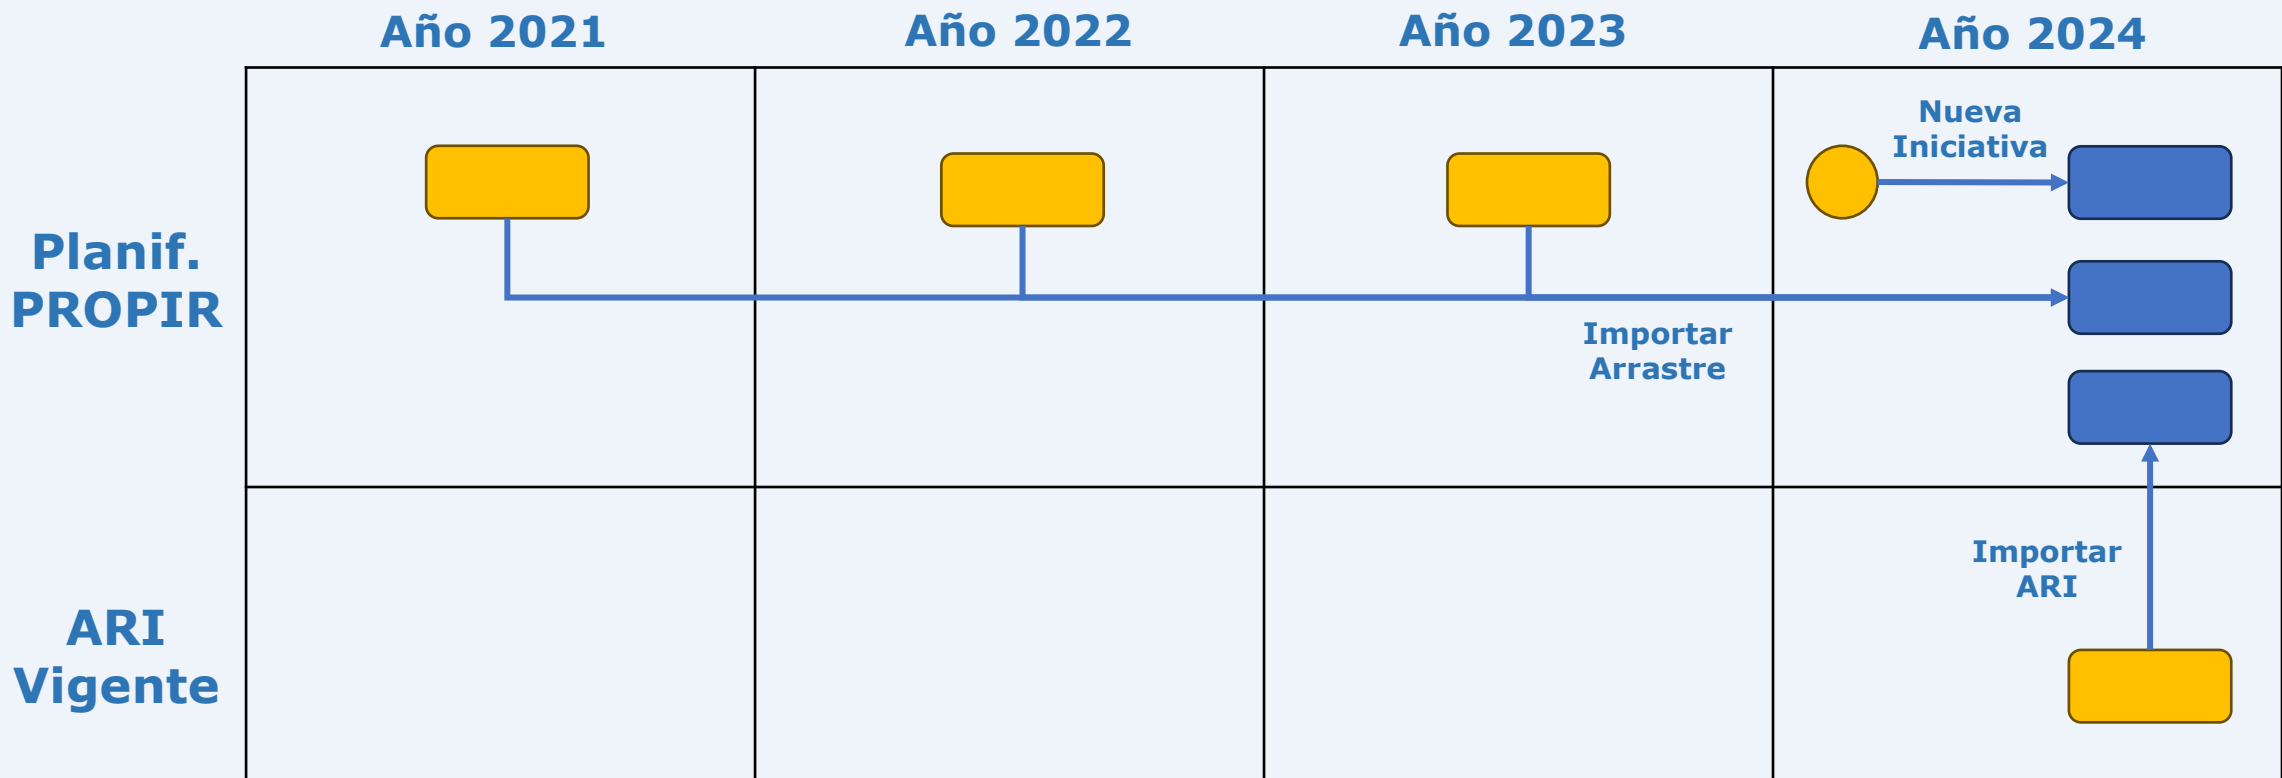 Año 2021
Año 2022
Año 2023
Año 2024
Nueva
Iniciativa
Planif.
PROPIR
Importar
Arrastre
Importar
ARI
ARI
Vigente